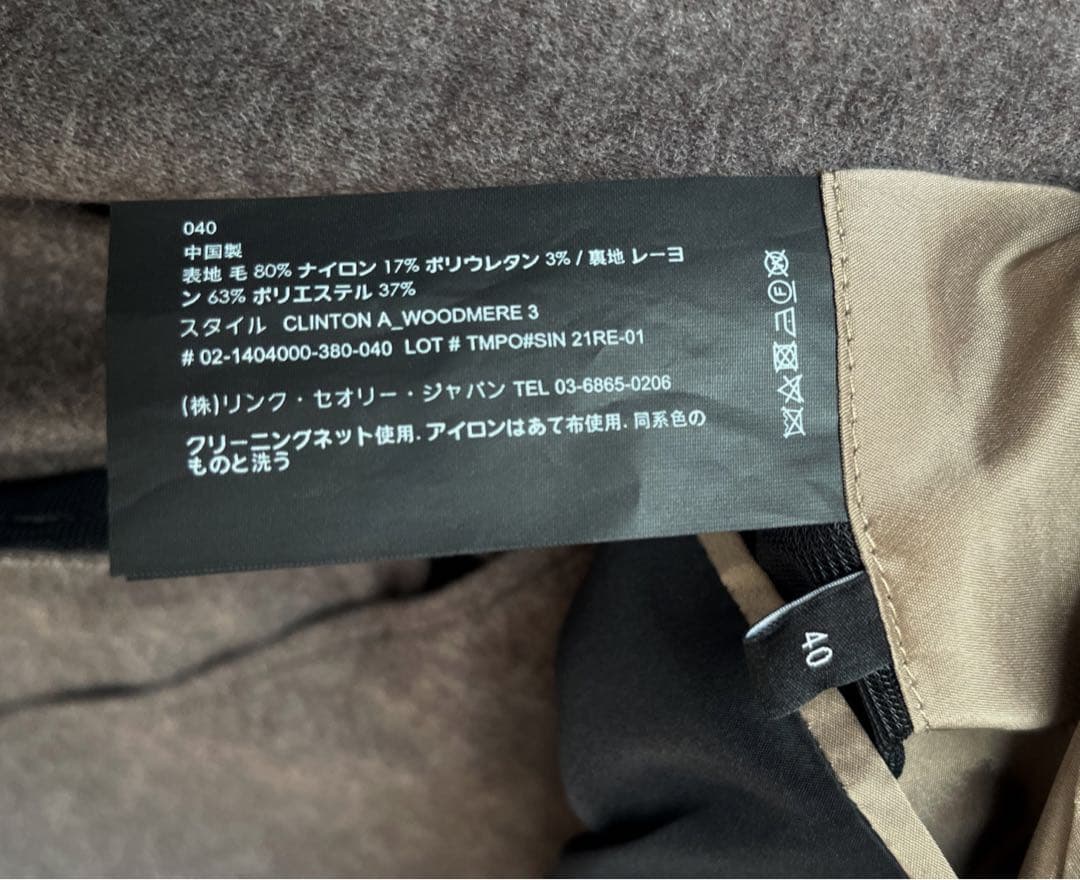 040
中国製
表地 毛 80% ナイロン 17% ポリウレタン 3% / 裏地 レーヨ
ン 63% ポリエステル 37%
スタイル CLINTON A_WOODMERE 3
# 02-1404000-380-040 LOT # TMPO#SIN 21RE-01
(株)リンク・セオリー・ジャパン TEL 03-6865-0206
クリーニングネット使用. アイロンはあて布使用. 同系色の
ものと洗う
F
40